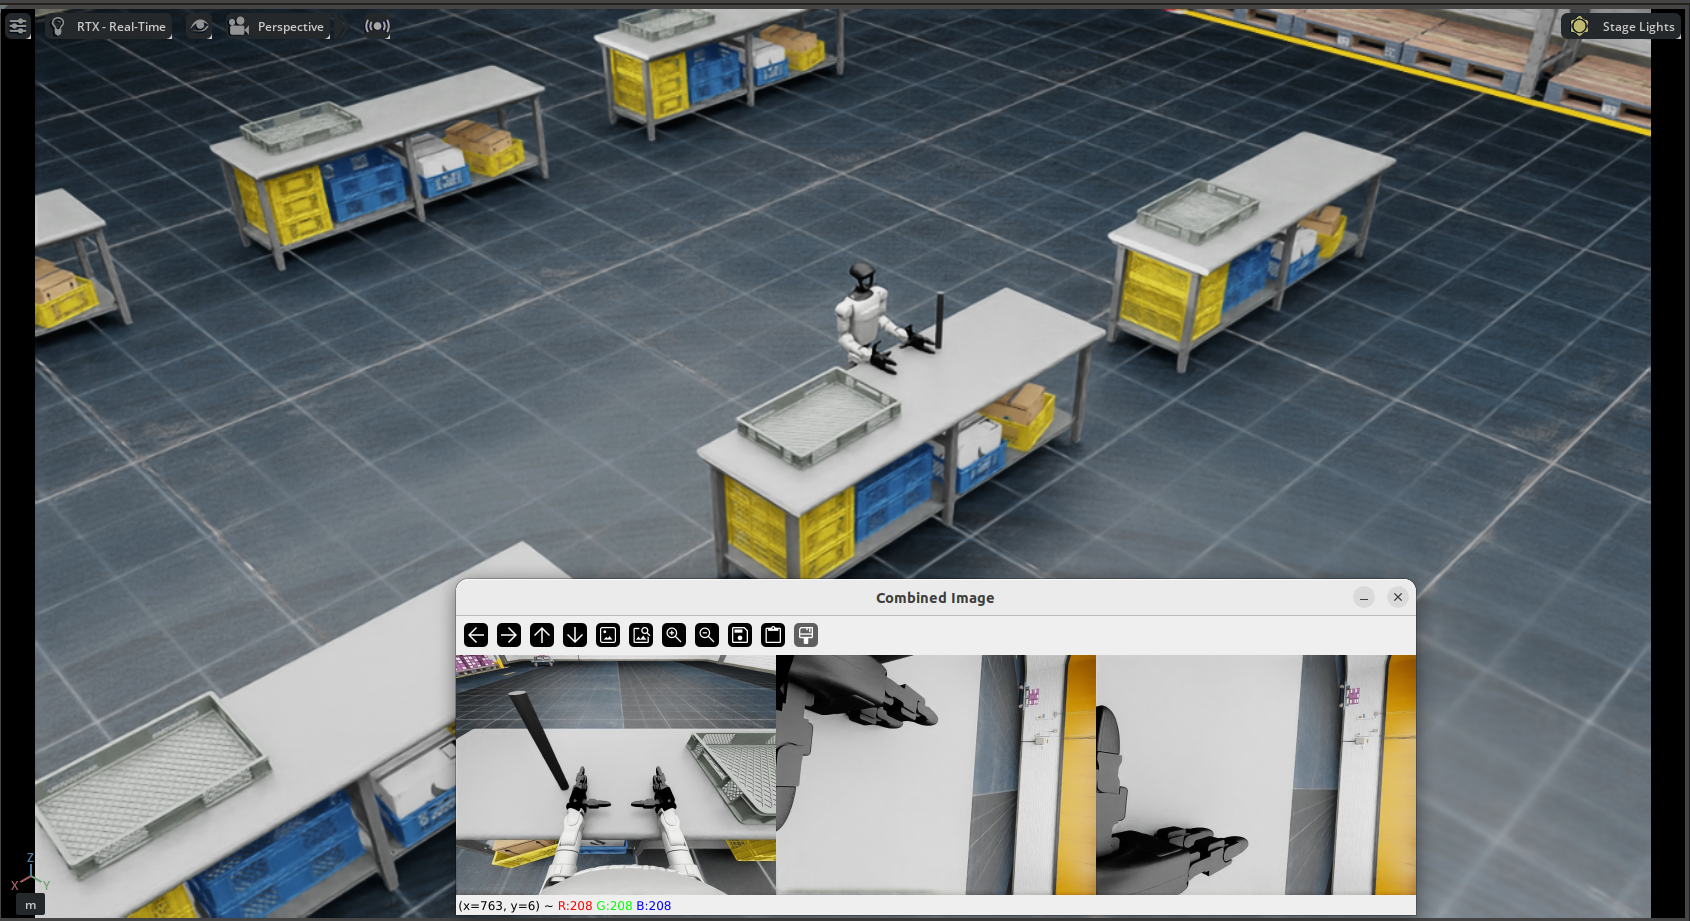 RTX - Real-Time
Perspective
Stage Lights
Combined Image
Z
X
Y
m
(x=763, y=6) ~ R:208 G:208 B:208